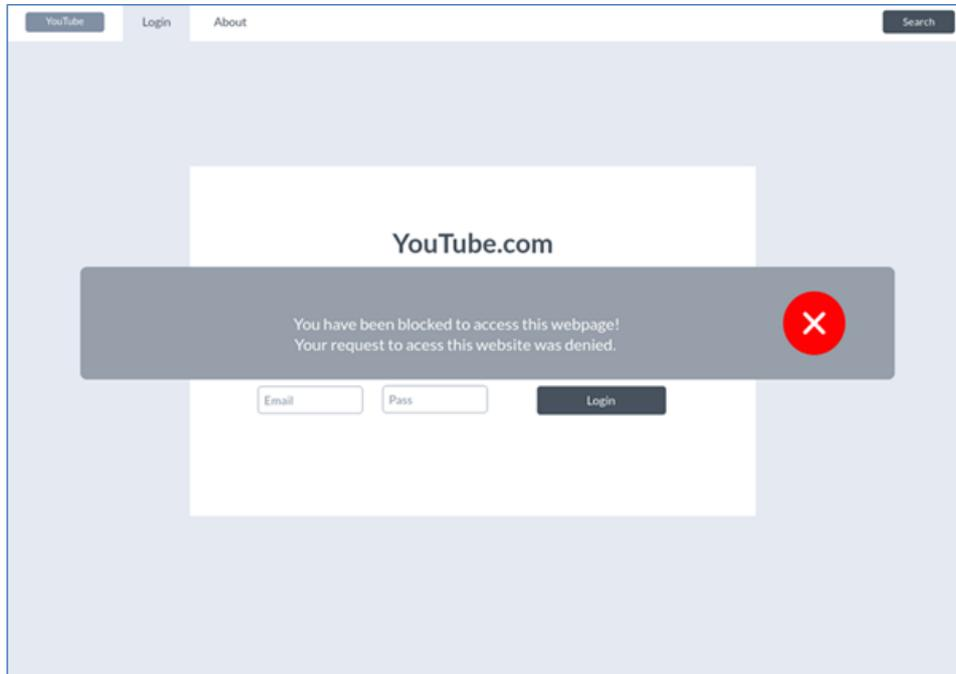 YouTube
Login
About
Search
YouTube.com
You have been blocked to access this webpage!
Your request to acess this website was denied.
Email
Pass
Login